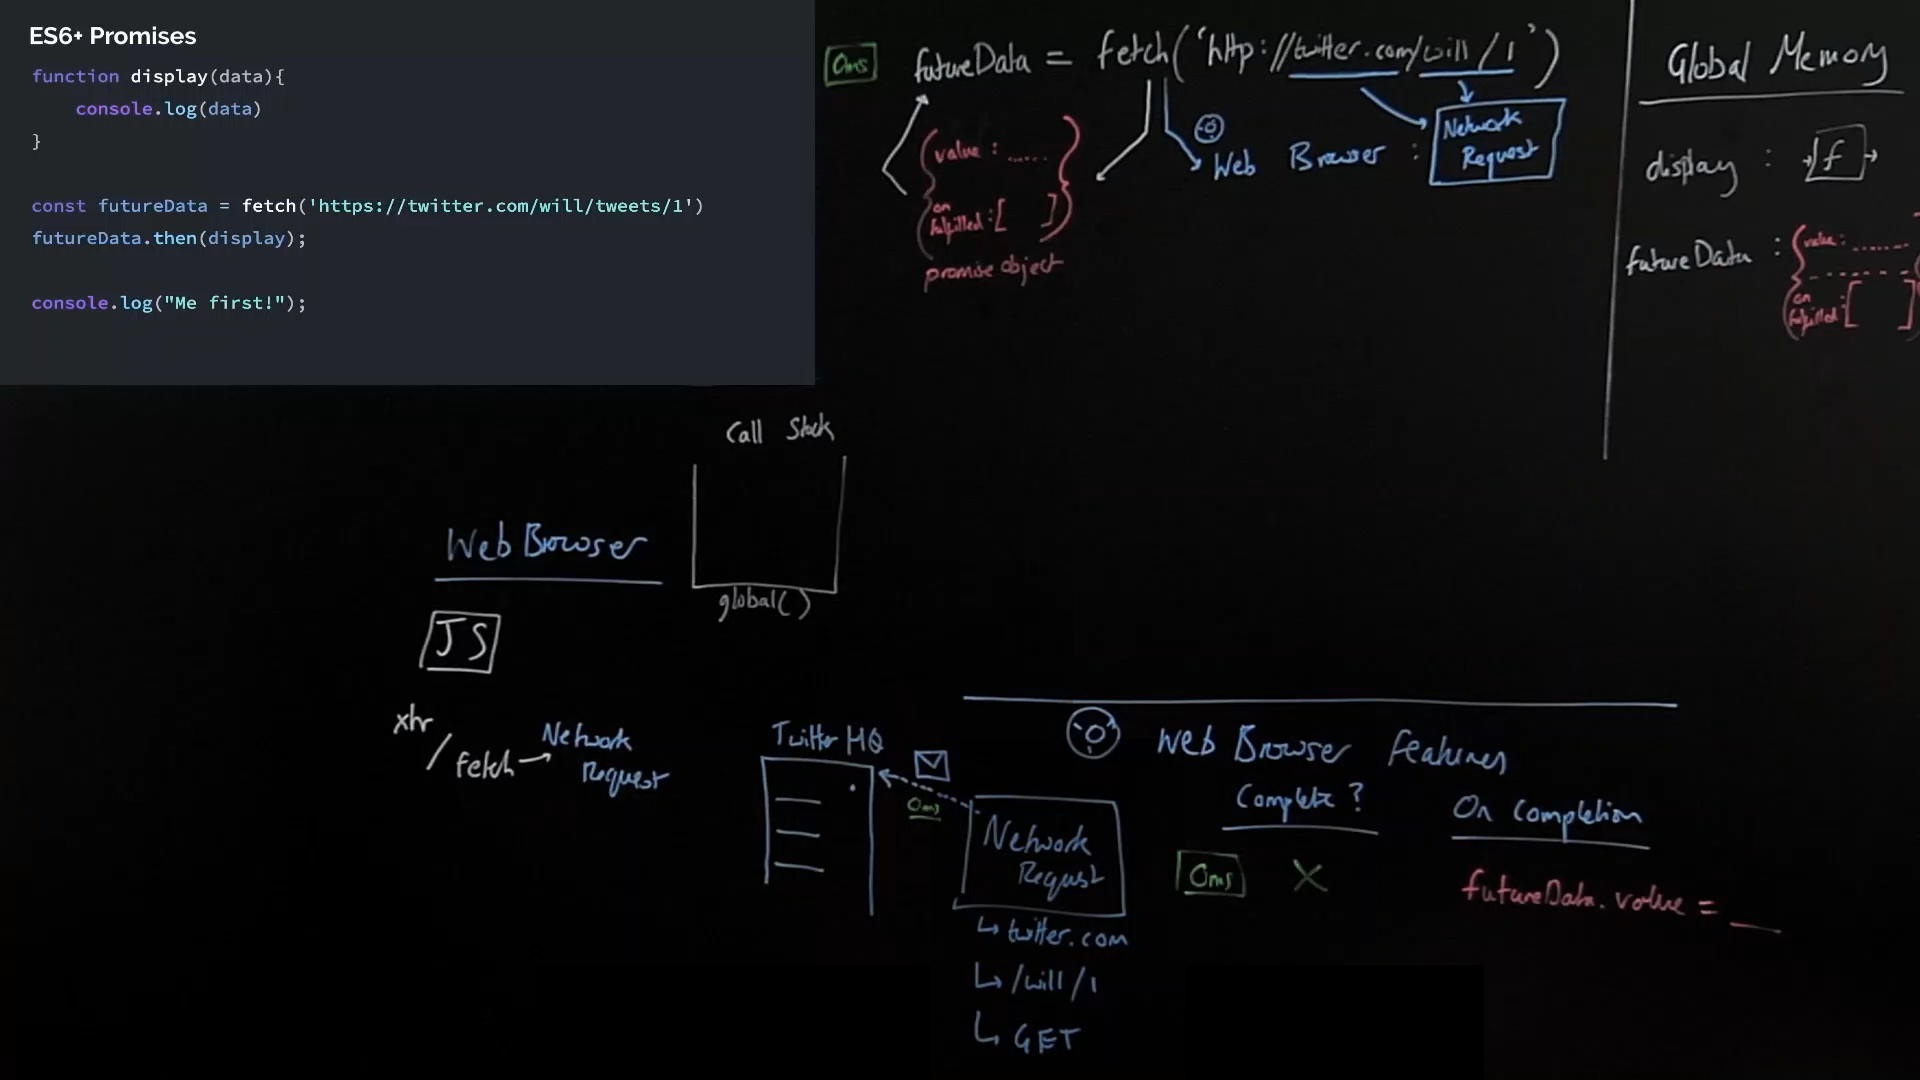 ES6+ Promises
function display(data){
    console.log(data)
}
const futureData = fetch('https://twitter.com/will/tweets/1')
futureData.then(display);
console.log("Me first!");
0ms futureData = fetch('http://twitter.com/will/1')
{value : ......
on
fulfilled : [ ]}
promise object
Web Browser :
Network
Request
Global Memory
display : f
futureData : {value : .......
on
fulfilled : [ ]
Call Stack
global()
Web Browser
JS
xhr
/ fetch → Network
Request
Twitter HQ
0ms
Web Browser features
Network
Request
↳ twitter.com
↳ /will/1
↳ GET
Complete?
0ms X
On Completion
futureData.value = __